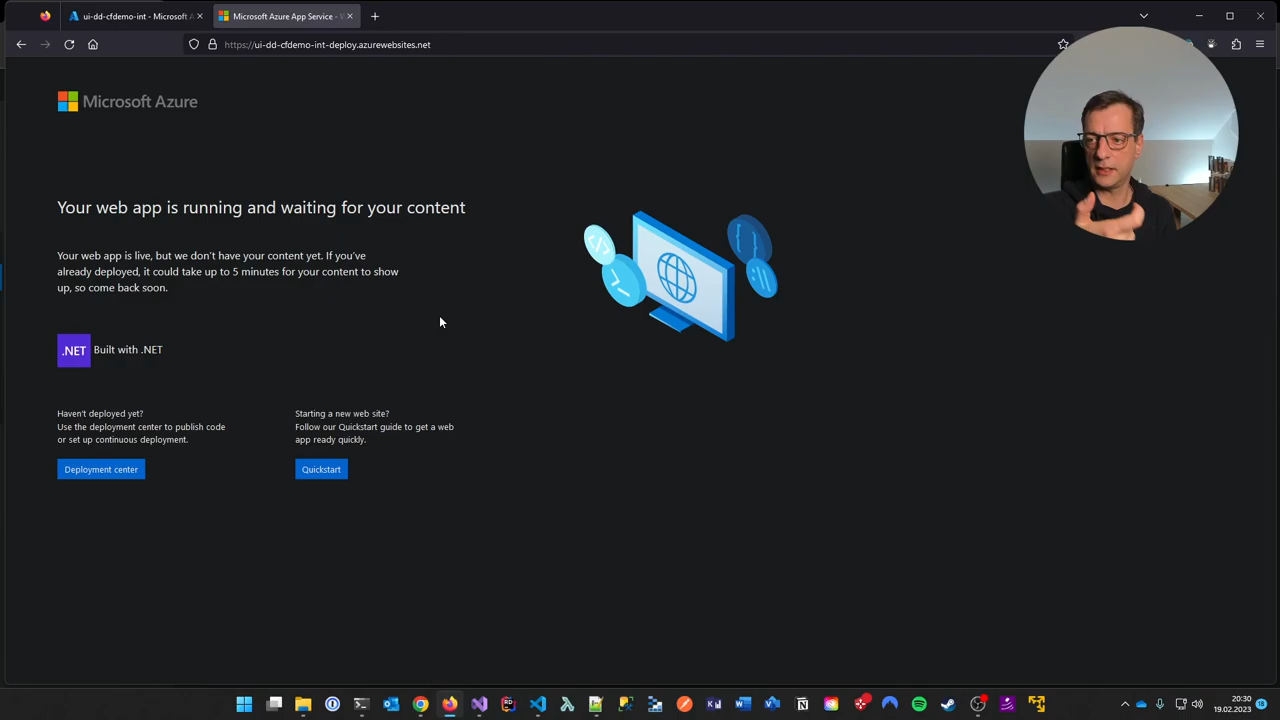 ui-dd-cfdemo-int - Microsoft A
Microsoft Azure App Service - W
https://ui-dd-cfdemo-int-deploy.azurewebsites.net
Microsoft Azure
Your web app is running and waiting for your content
Your web app is live, but we don't have your content yet. If you've
already deployed, it could take up to 5 minutes for your content to show
up, so come back soon.
.NET Built with .NET
Haven't deployed yet?
Use the deployment center to publish code
or set up continuous deployment.
Deployment center
Starting a new web site?
Follow our Quickstart guide to get a web
app ready quickly.
Quickstart
20:30
19.02.2023